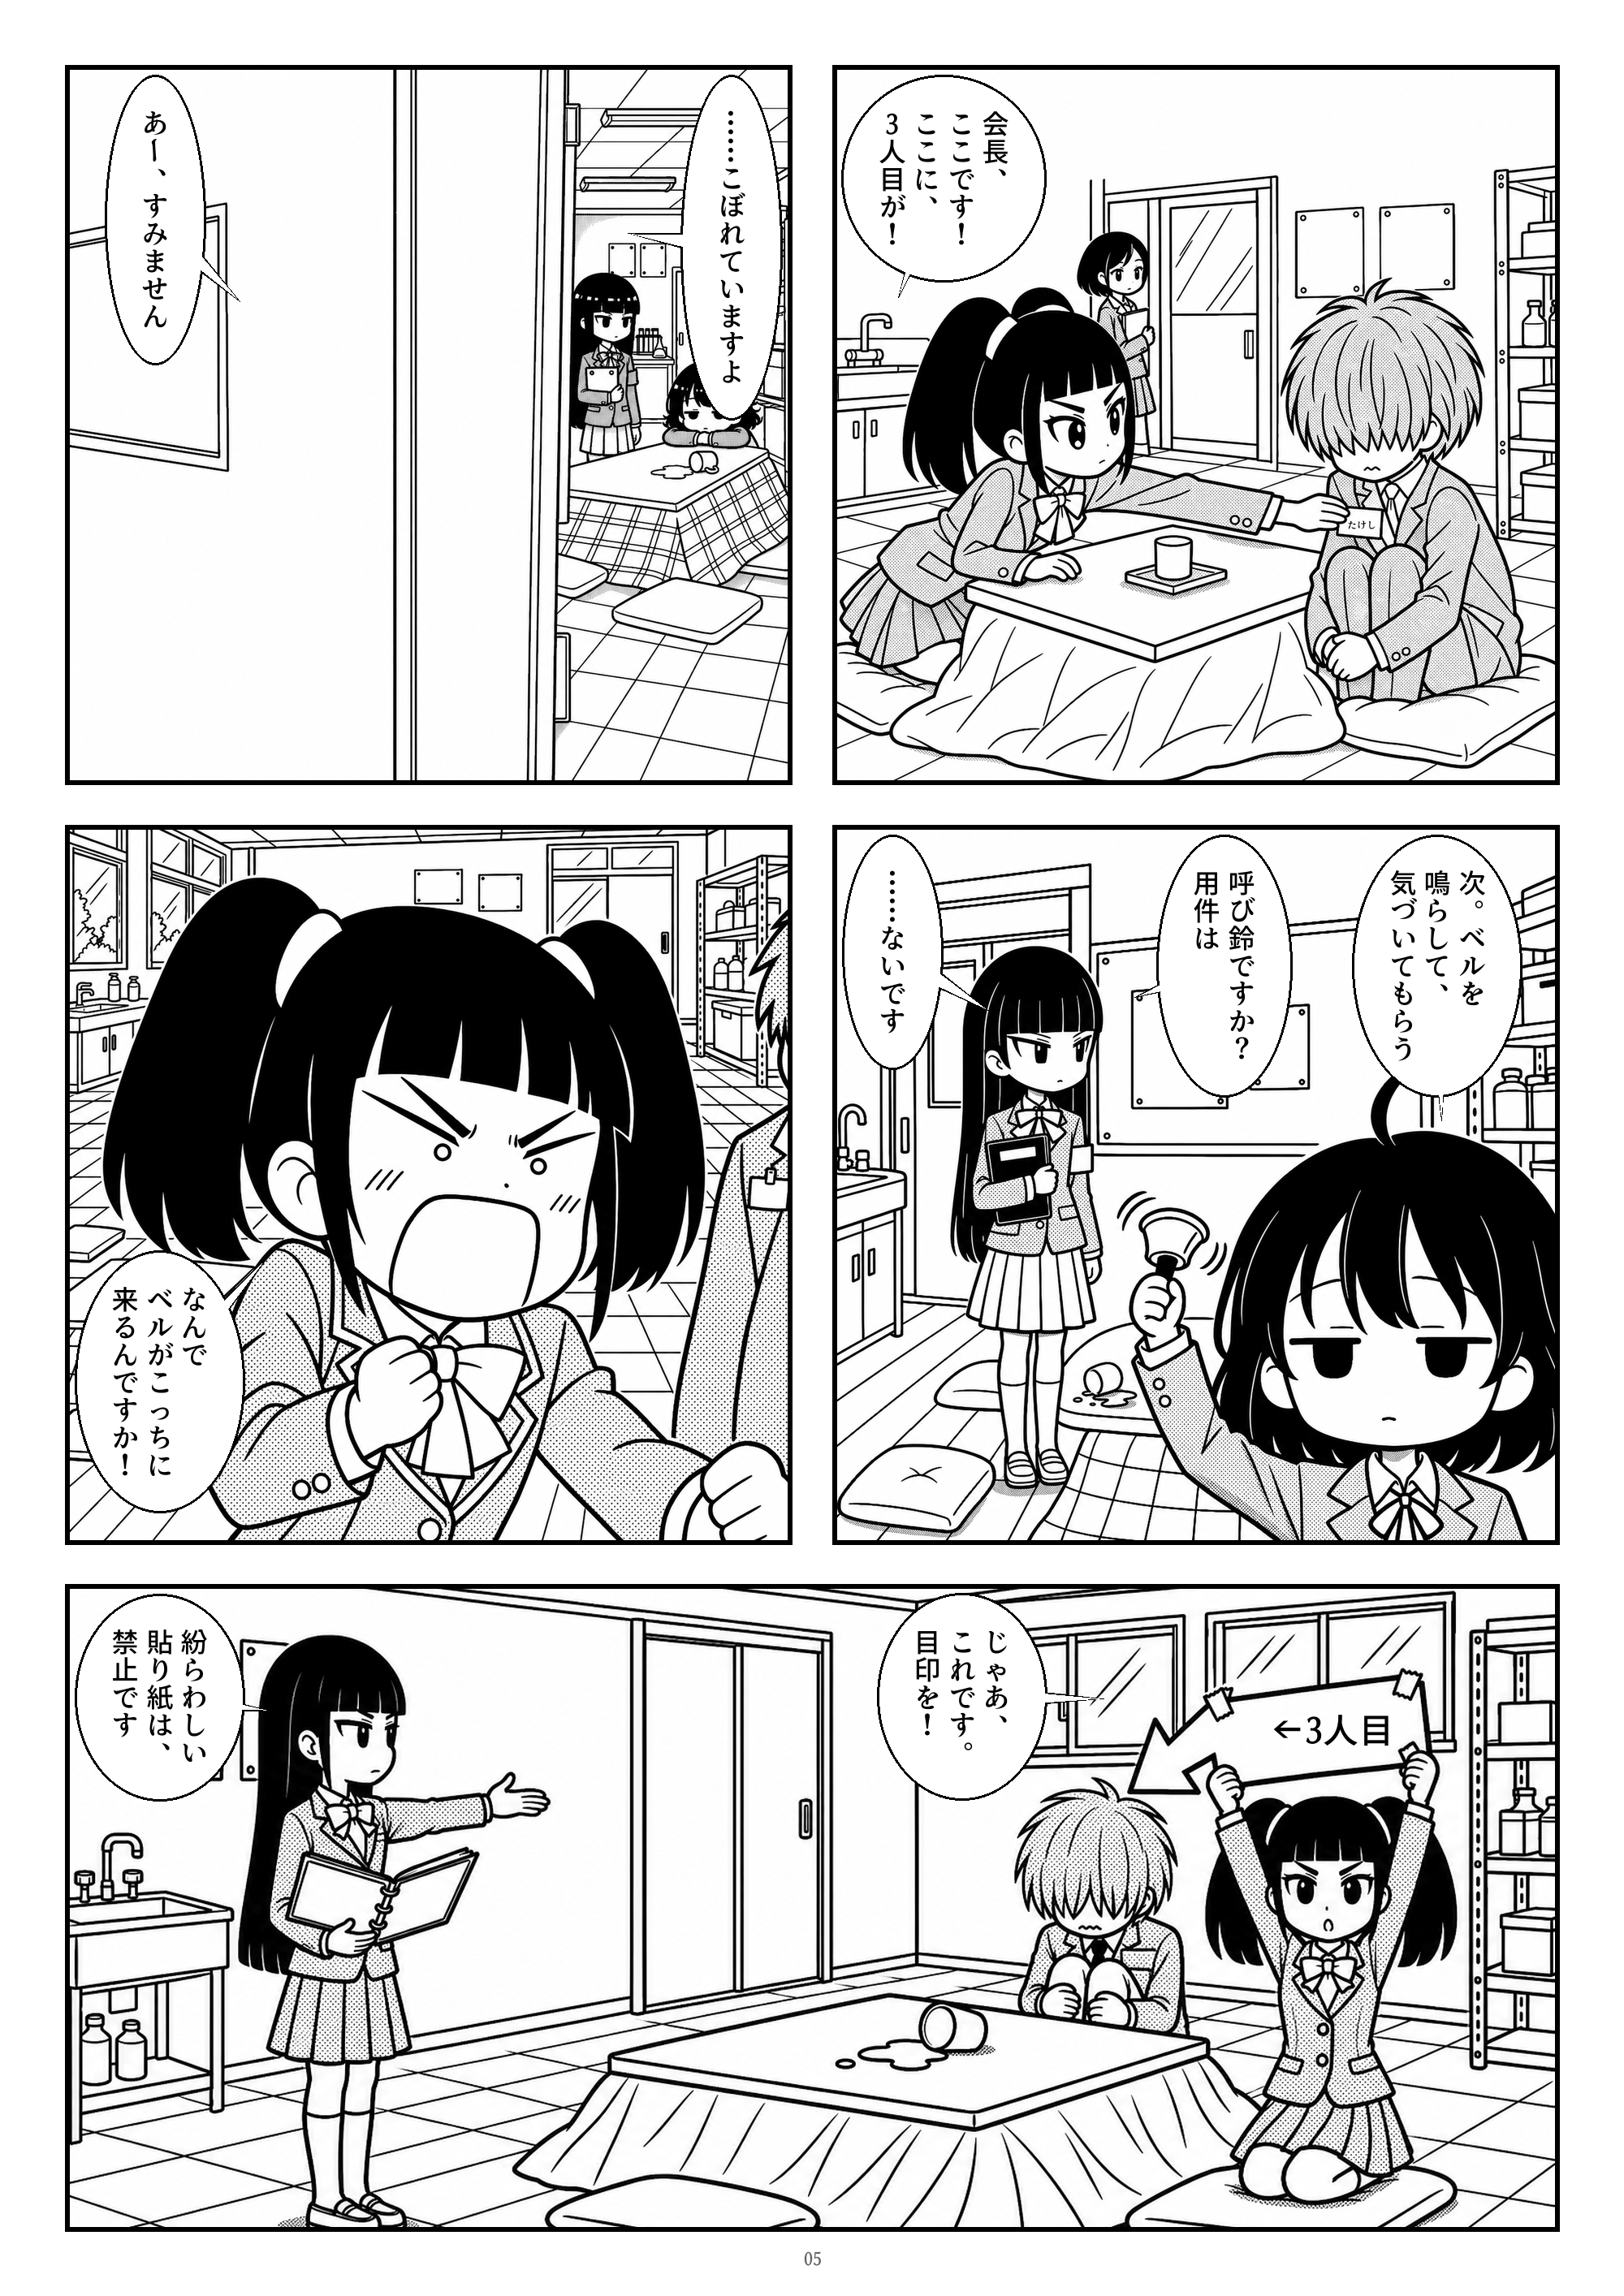 会長、
ここです！
ここに、
3人目が！
たけし
……こぼれていますよ
あー、すみません
次。ベルを
鳴らして、
気づいてもらう
呼び鈴ですか？
用件は
……ないです
なんで
ベルがこっちに
来るんですか！
じゃあ、
これです。
目印を！
←3人目
紛らわしい
貼り紙は、
禁止です
05